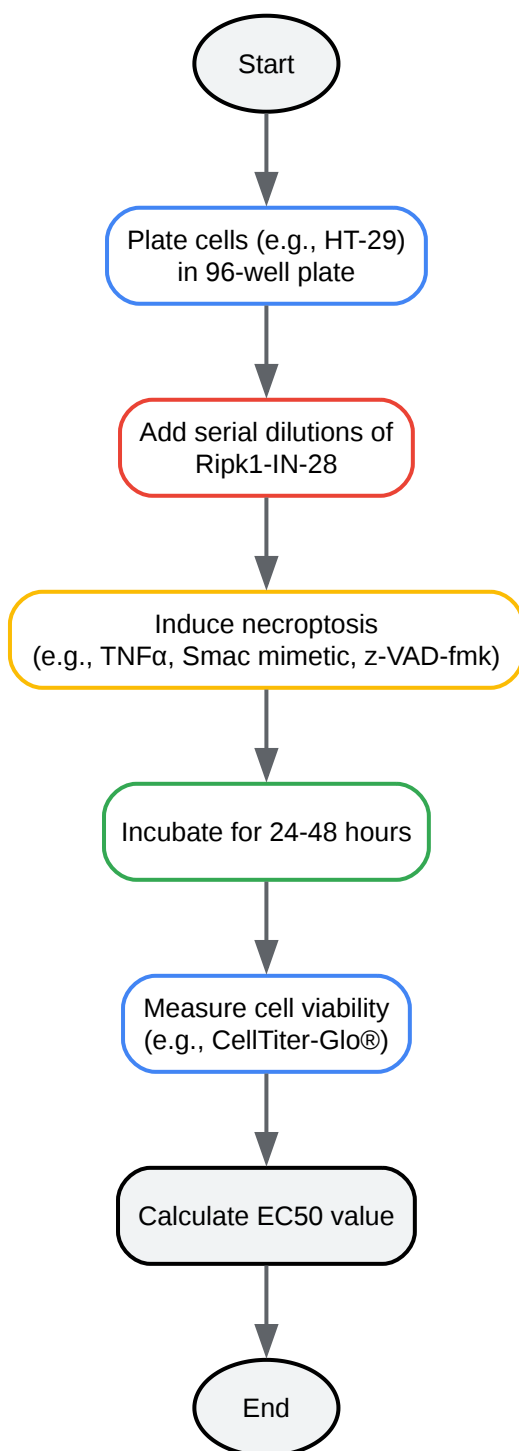 Start
Plate cells (e.g., HT-29)
in 96-well plate
Add serial dilutions of
Ripk1-IN-28
Induce necroptosis
(e.g., TNFα, Smac mimetic, z-VAD-fmk)
Incubate for 24-48 hours
Measure cell viability
(e.g., CellTiter-Glo®)
Calculate EC50 value
End